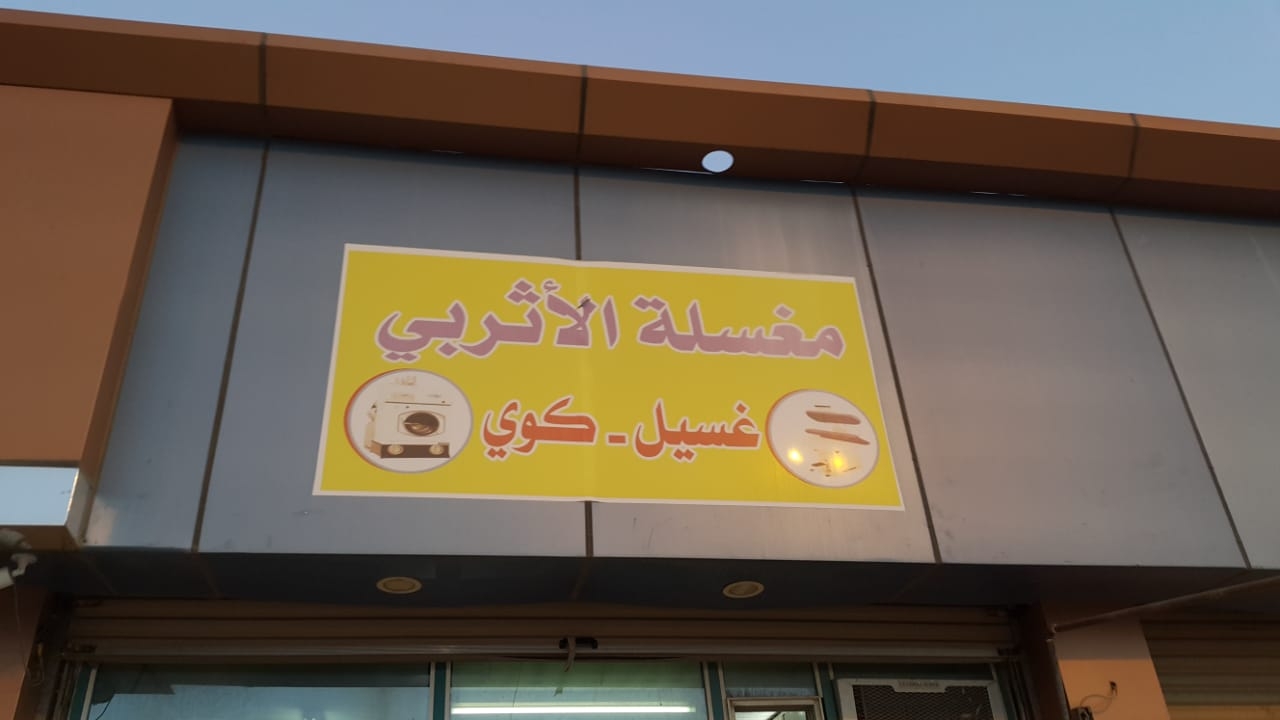 مغسلة الأثربي
غسيل - كوي